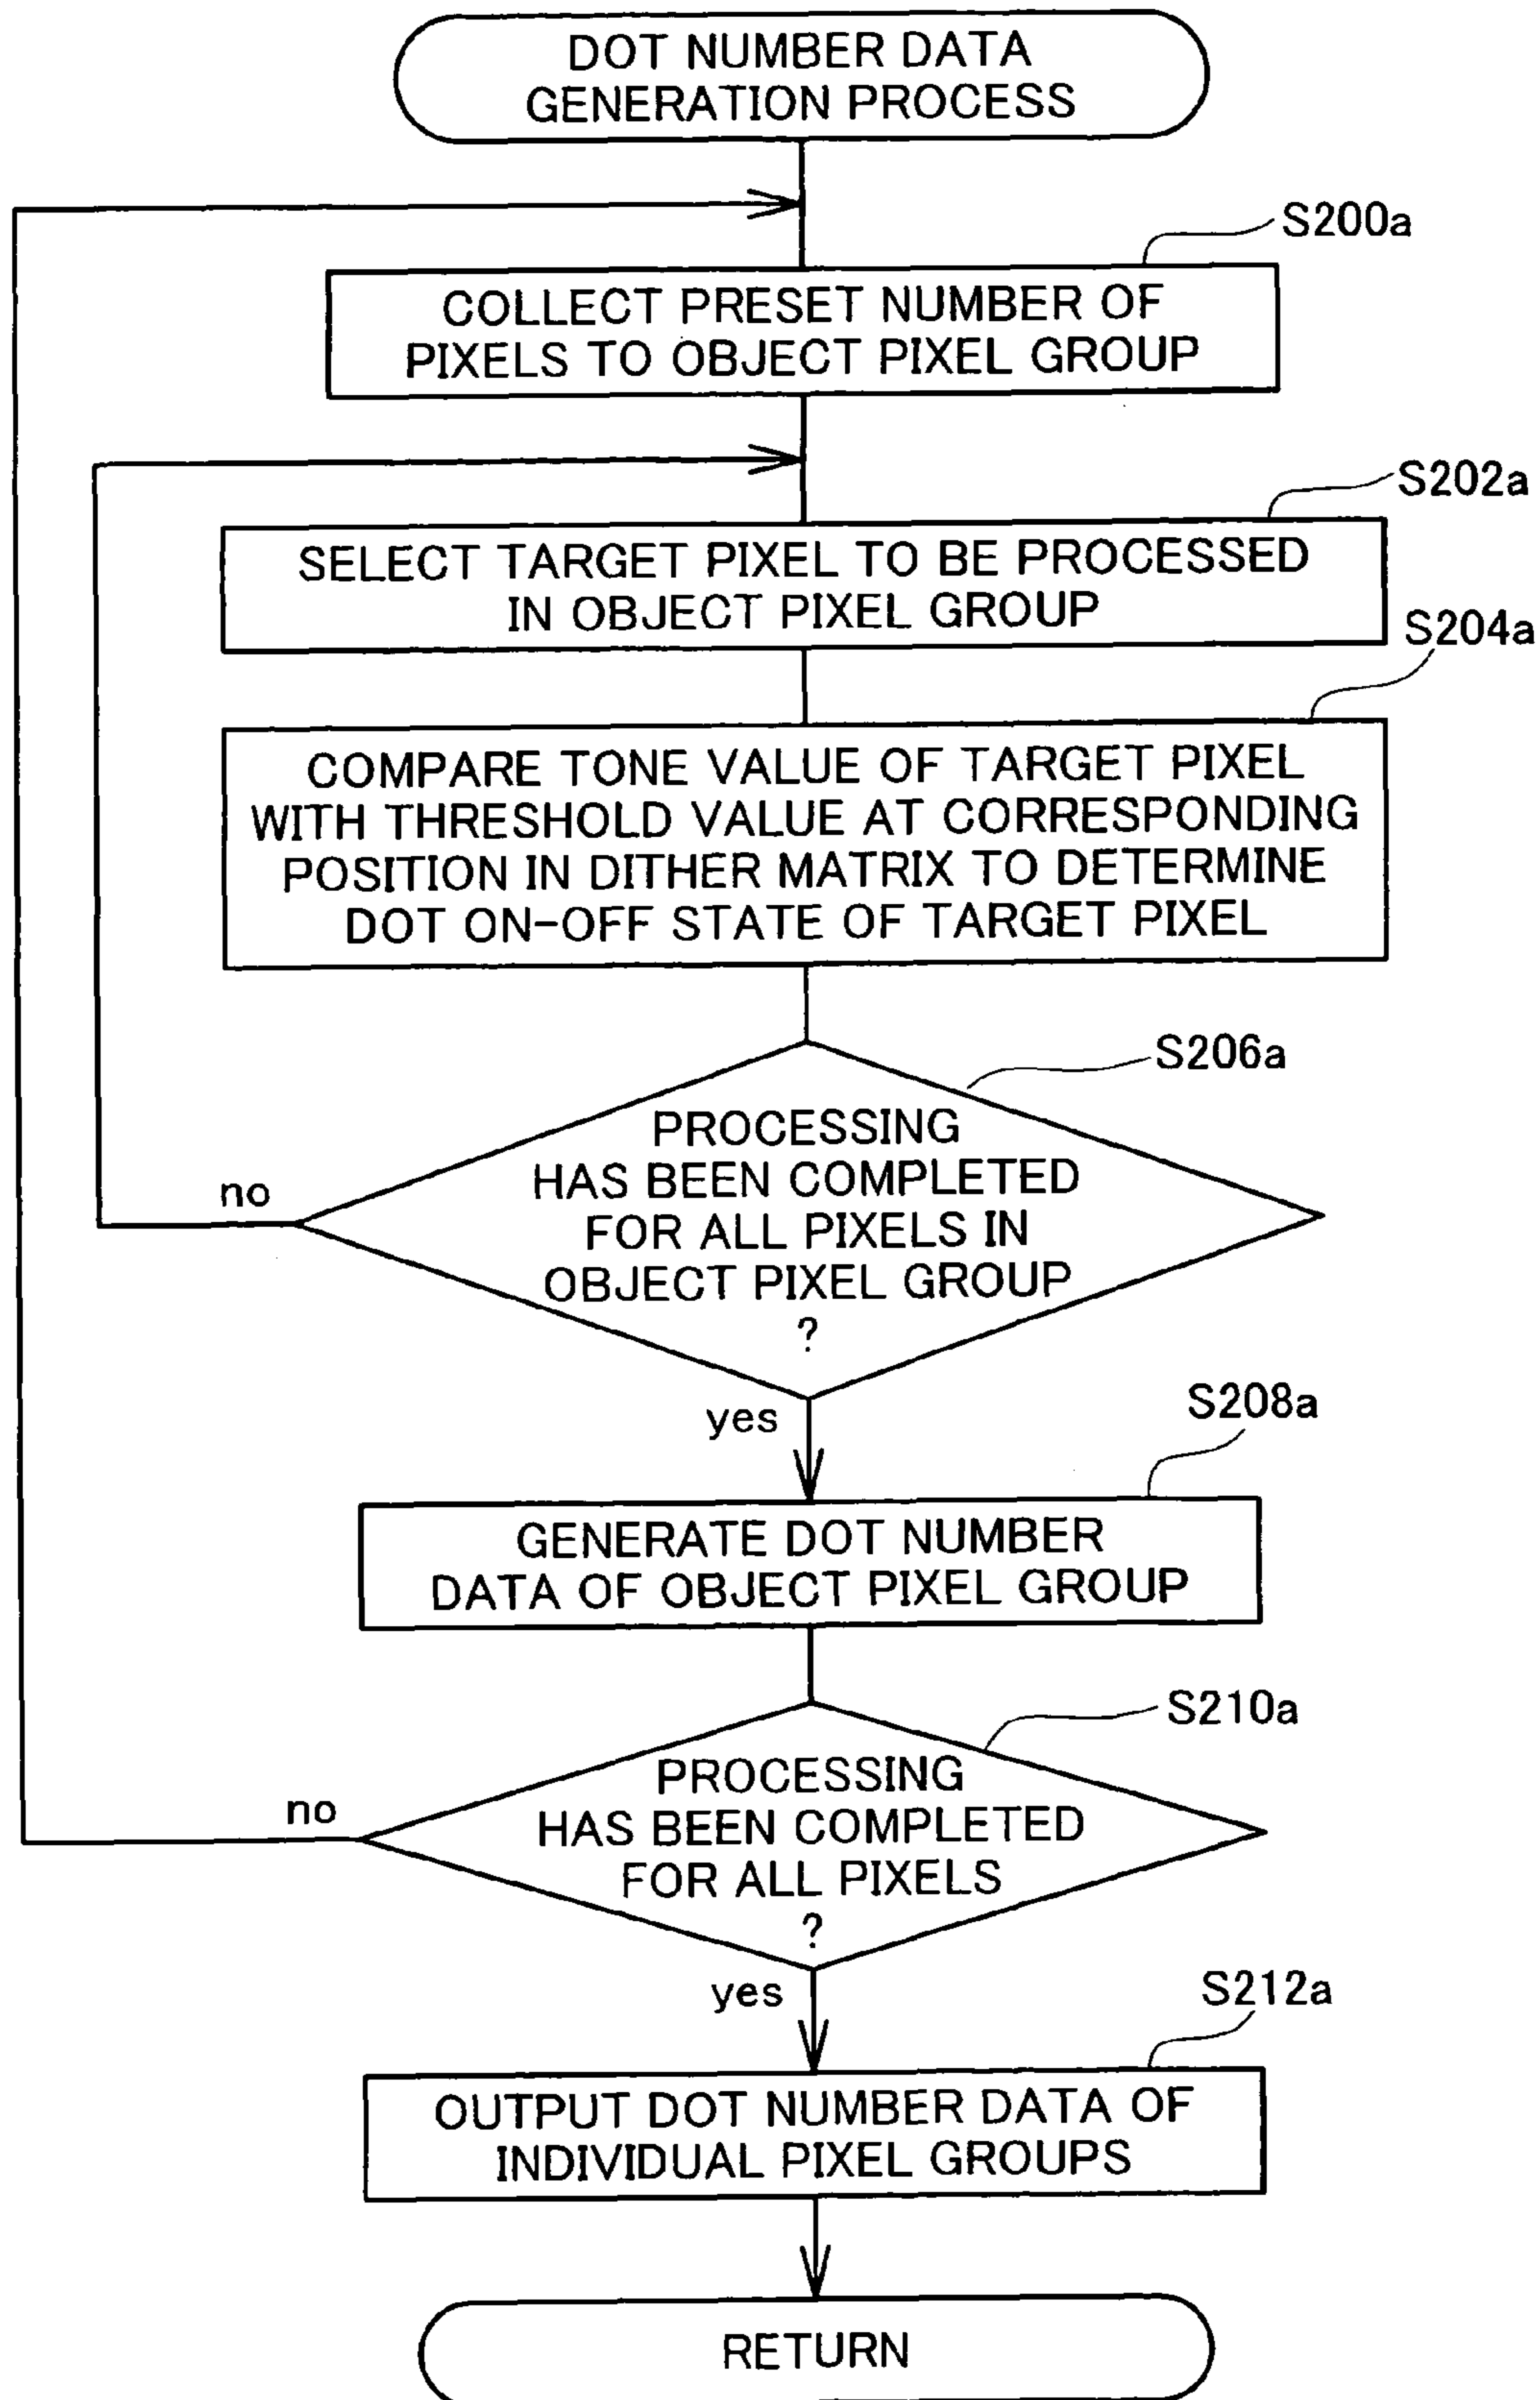 DOT NUMBER DATA
GENERATION PROCESS
S200a
COLLECT PRESET NUMBER OF
PIXELS TO OBJECT PIXEL GROUP
S202a
SELECT TARGET PIXEL TO BE PROCESSED
IN OBJECT PIXEL GROUP
S204a
COMPARE TONE VALUE OF TARGET PIXEL
WITH THRESHOLD VALUE AT CORRESPONDING
POSITION IN DITHER MATRIX TO DETERMINE
DOT ON-OFF STATE OF TARGET PIXEL
S206a
PROCESSING
HAS BEEN COMPLETED
FOR ALL PIXELS IN
OBJECT PIXEL GROUP
?
no
yes
S208a
GENERATE DOT NUMBER
DATA OF OBJECT PIXEL GROUP
S210a
PROCESSING
HAS BEEN COMPLETED
FOR ALL PIXELS
?
no
yes
S212a
OUTPUT DOT NUMBER DATA OF
INDIVIDUAL PIXEL GROUPS
RETURN